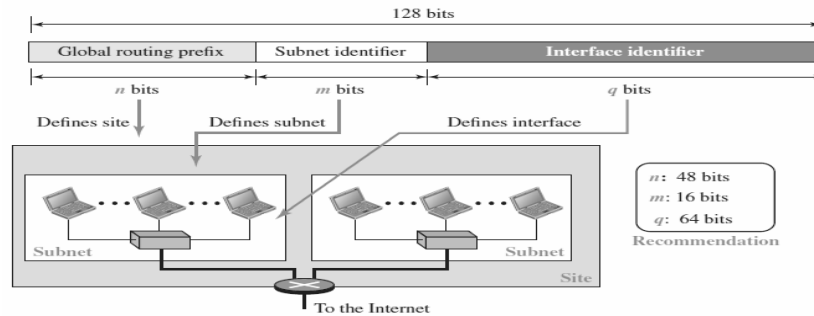 128 bits
Global routing prefix Subnet identifier Interface identifier
n bits m bits q bits
Defines site Defines subnet Defines interface
n: 48 bits
m: 16 bits
q: 64 bits
Recommendation
Subnet Subnet
Site
To the Internet